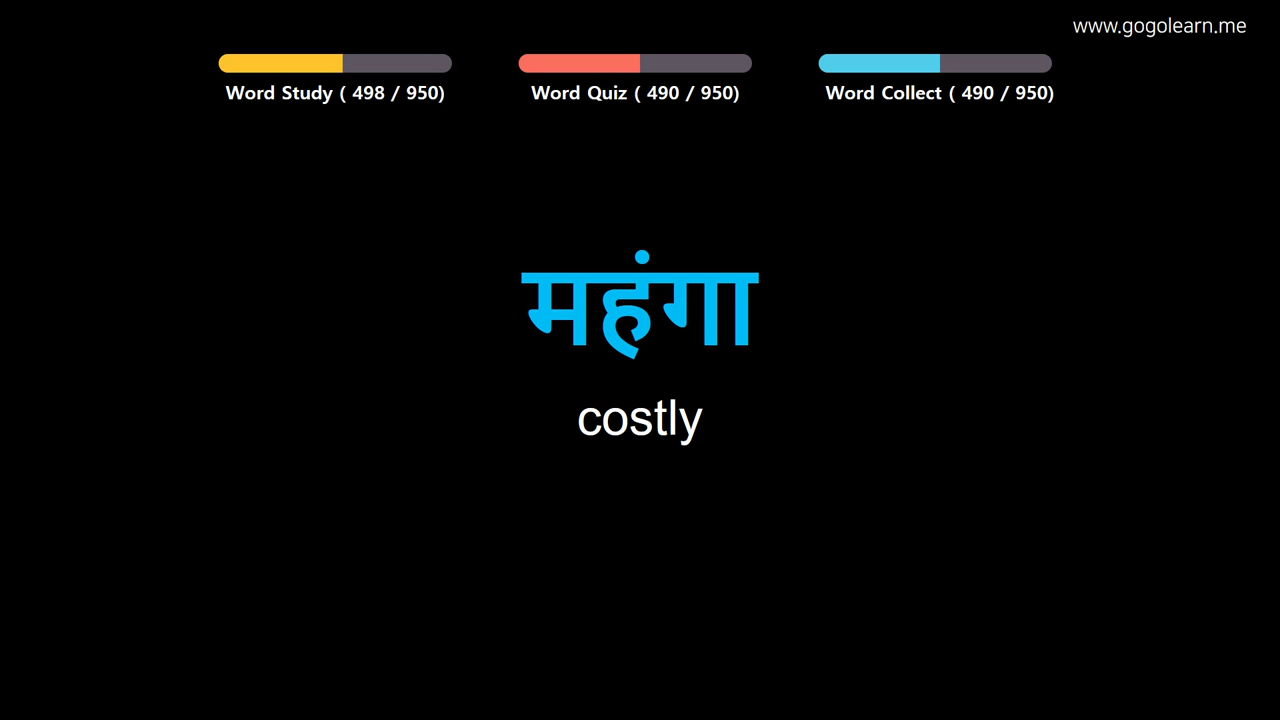 www.gogolearn.me
Word Study ( 498 / 950)
Word Quiz ( 490 / 950)
Word Collect ( 490 / 950)
महंगा
costly